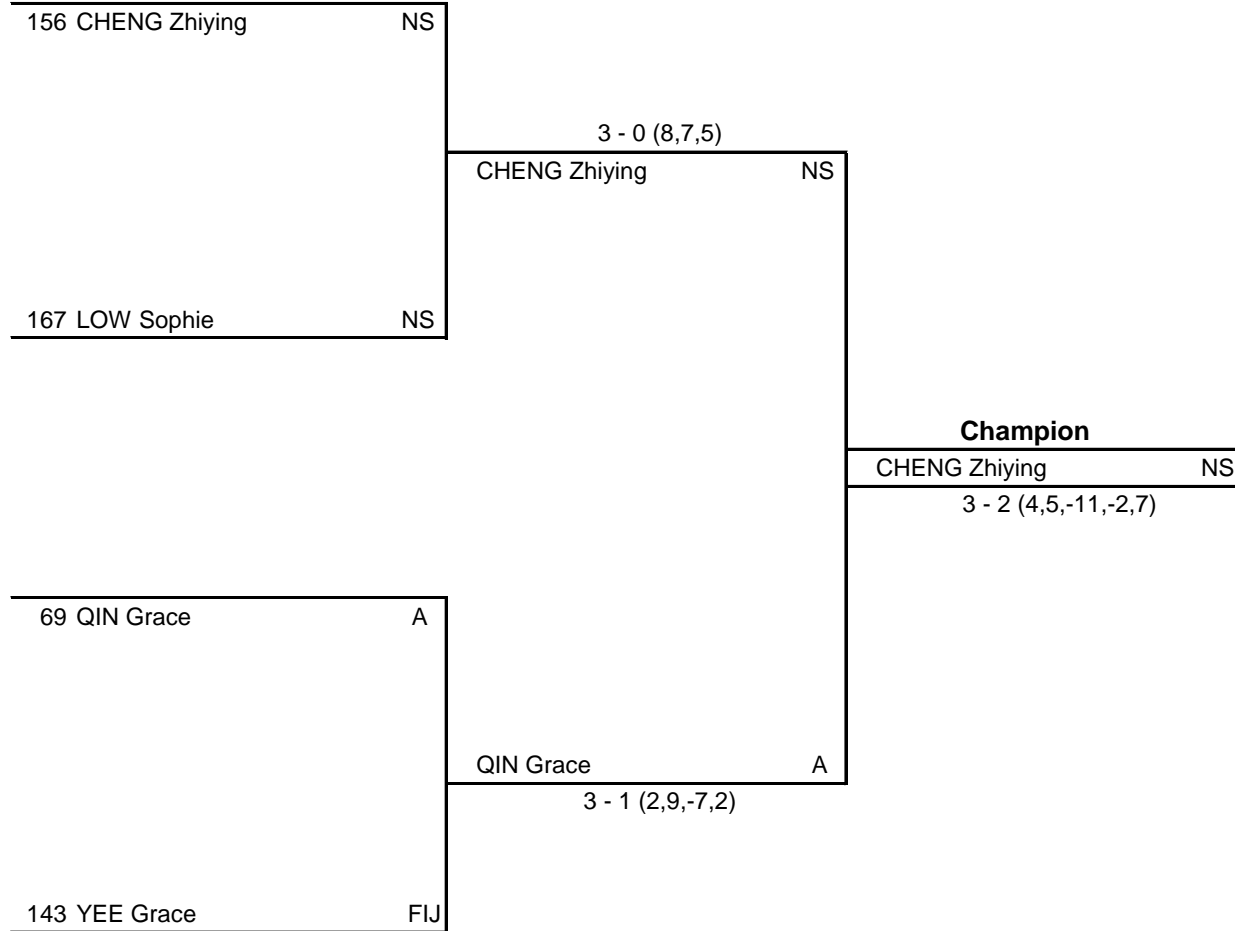 156 CHENG Zhiying NS
3 - 0 (8,7,5)
CHENG Zhiying NS
167 LOW Sophie NS
Champion
CHENG Zhiying NS
3 - 2 (4,5,-11,-2,7)
69 QIN Grace A
QIN Grace A
3 - 1 (2,9,-7,2)
143 YEE Grace FIJ